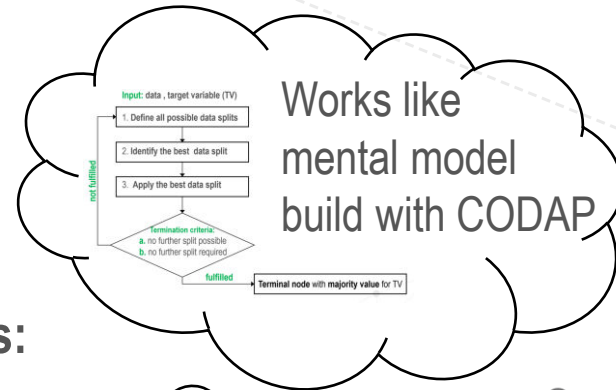 Input: data , target variable (TV)
1. Define all possible data splits
2. Identify the best data split
3. Apply the best data split
not fulfilled
Termination criteria:
a. no further split possible
b. no further split required
fulfilled
Terminal node with majority value for TV
Works like
mental model
build with CODAP
s: